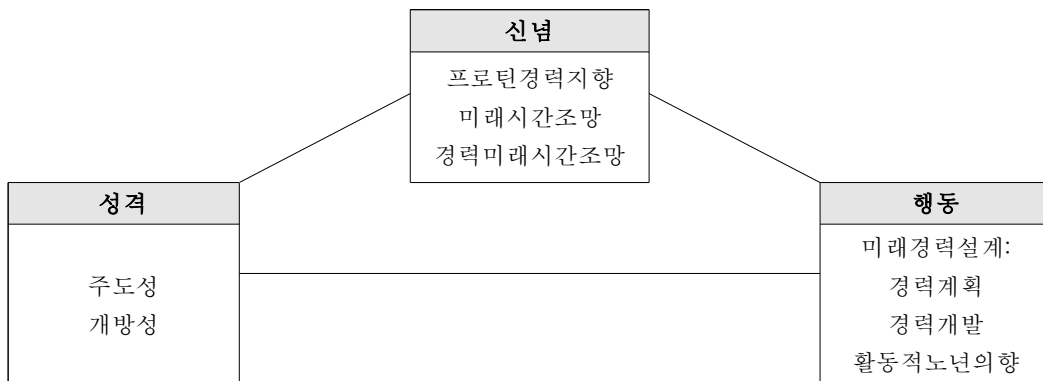 신념
프로틴경력지향
미래시간조망
경력미래시간조망
성격
주도성
개방성
행동
미래경력설계:
경력계획
경력개발
활동적노년의향